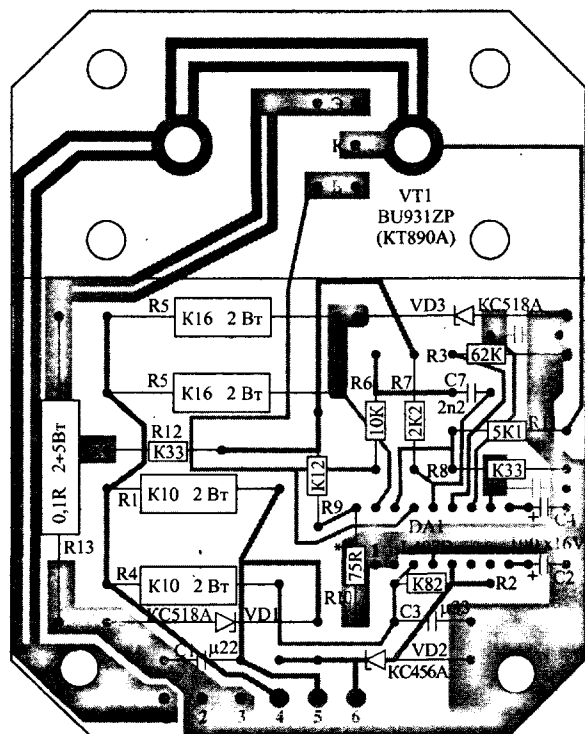 Э
К
Б
VT1
BU931ZP
(KT890A)
R5
K16 2 Вт
VD3
KC518A
R3
62K
R5
K16 2 Вт
R6
R7
C7
2n2
10K
2K2
R12
K33
5K1
0,1R 2+5Вт
K12
R8
K33
R1
K10 2 Вт
R9
DA1
C4
R13
*
75R
16V
R4
K10 2 Вт
R10
K82
R2
C2
KC518A
VD1
C3
C1
µ22
VD2
KC456A
2
3
4
5
6